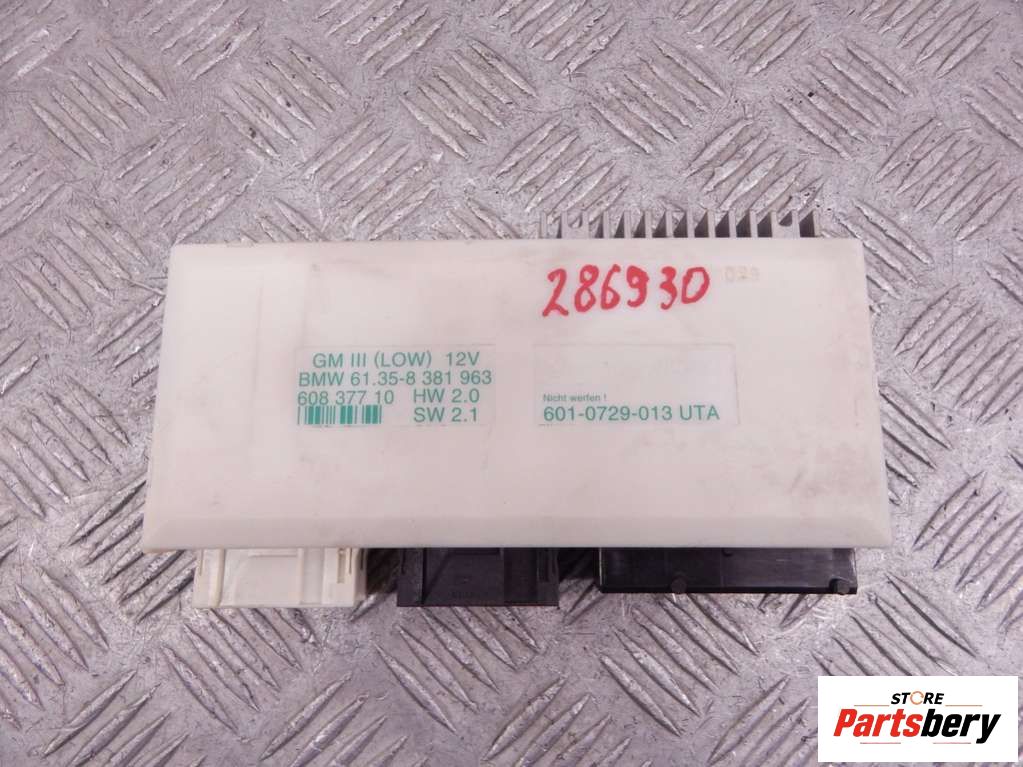 286930
GM III (LOW) 12V
BMW 61.35-8 381 963
608 377 10 HW 2.0
SW 2.1
Nicht werfen !
601-0729-013 UTA
STORE
Partsbery